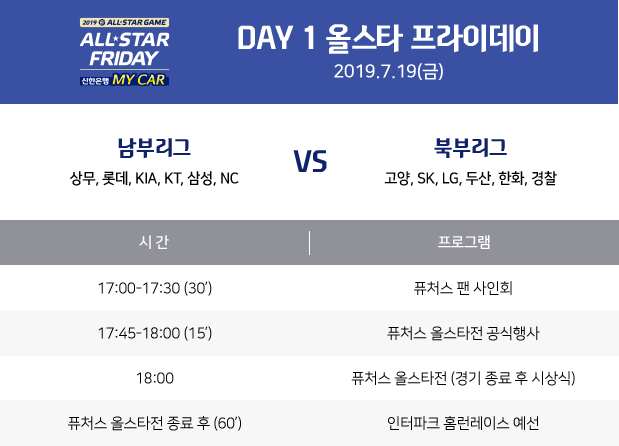 2019 ALL·STAR GAME
ALL★STAR
FRIDAY
신한은행 MY CAR
DAY 1 올스타 프라이데이
2019.7.19(금)
남부리그
상무, 롯데, KIA, KT, 삼성, NC
VS
북부리그
고양, SK, LG, 두산, 한화, 경찰
시 간
프로그램
17:00-17:30 (30′)
퓨처스 팬 사인회
17:45-18:00 (15′)
퓨처스 올스타전 공식행사
18:00
퓨처스 올스타전 (경기 종료 후 시상식)
퓨처스 올스타전 종료 후 (60′)
인터파크 홈런레이스 예선